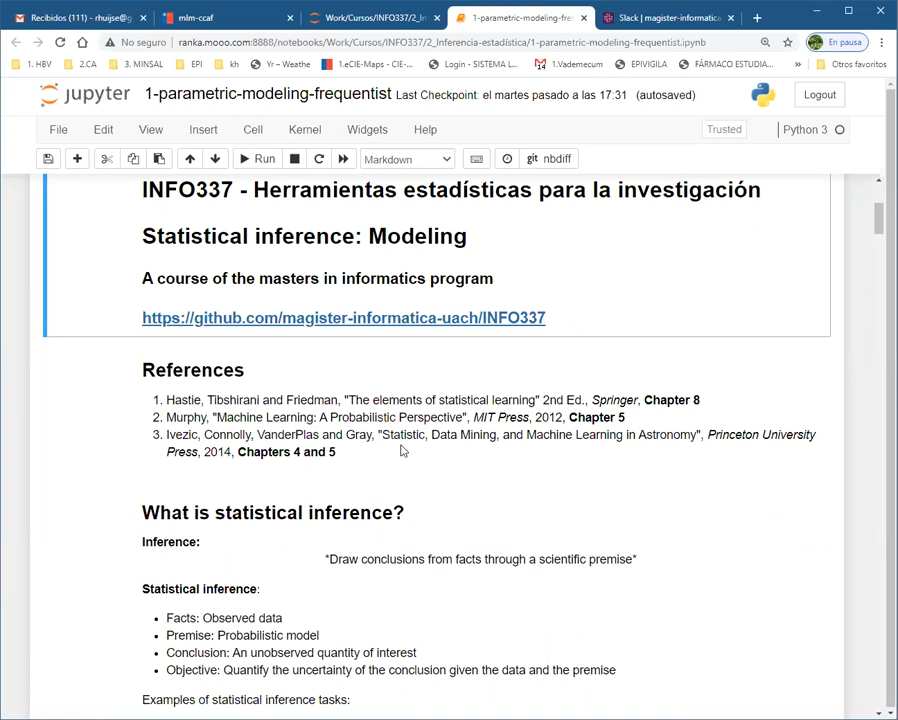 Recibidos (111) - rhuijse@g
mlm-ccaf
Work/Cursos/INFO337/2_In
1-parametric-modeling-fre
Slack | magister-informatica
No seguro
ranka.mooo.com:8888/notebooks/Work/Cursos/INFO337/2_Inferencia-estadística/1-parametric-modeling-frequentist.ipynb
En pausa
1. HBV
2.CA
3. MINSAL
EPI
kh
Yr – Weathe
1.eCIE-Maps - CIE-...
Login - SISTEMA L...
1.Vademecum
EPIVIGILA
FÁRMACO ESTUDIA...
»
Otros favoritos
jupyter
1-parametric-modeling-frequentist Last Checkpoint: el martes pasado a las 17:31 (autosaved)
Logout
File Edit View Insert Cell Kernel Widgets Help
Trusted
Python 3
Run
Markdown
git nbdiff
INFO337 - Herramientas estadísticas para la investigación
Statistical inference: Modeling
A course of the masters in informatics program
https://github.com/magister-informatica-uach/INFO337
References
1. Hastie, Tibshirani and Friedman, "The elements of statistical learning" 2nd Ed., Springer, Chapter 8
2. Murphy, "Machine Learning: A Probabilistic Perspective", MIT Press, 2012, Chapter 5
3. Ivezic, Connolly, VanderPlas and Gray, "Statistic, Data Mining, and Machine Learning in Astronomy", Princeton University
Press, 2014, Chapters 4 and 5
What is statistical inference?
Inference:
*Draw conclusions from facts through a scientific premise*
Statistical inference:
• Facts: Observed data
• Premise: Probabilistic model
• Conclusion: An unobserved quantity of interest
• Objective: Quantify the uncertainty of the conclusion given the data and the premise
Examples of statistical inference tasks: